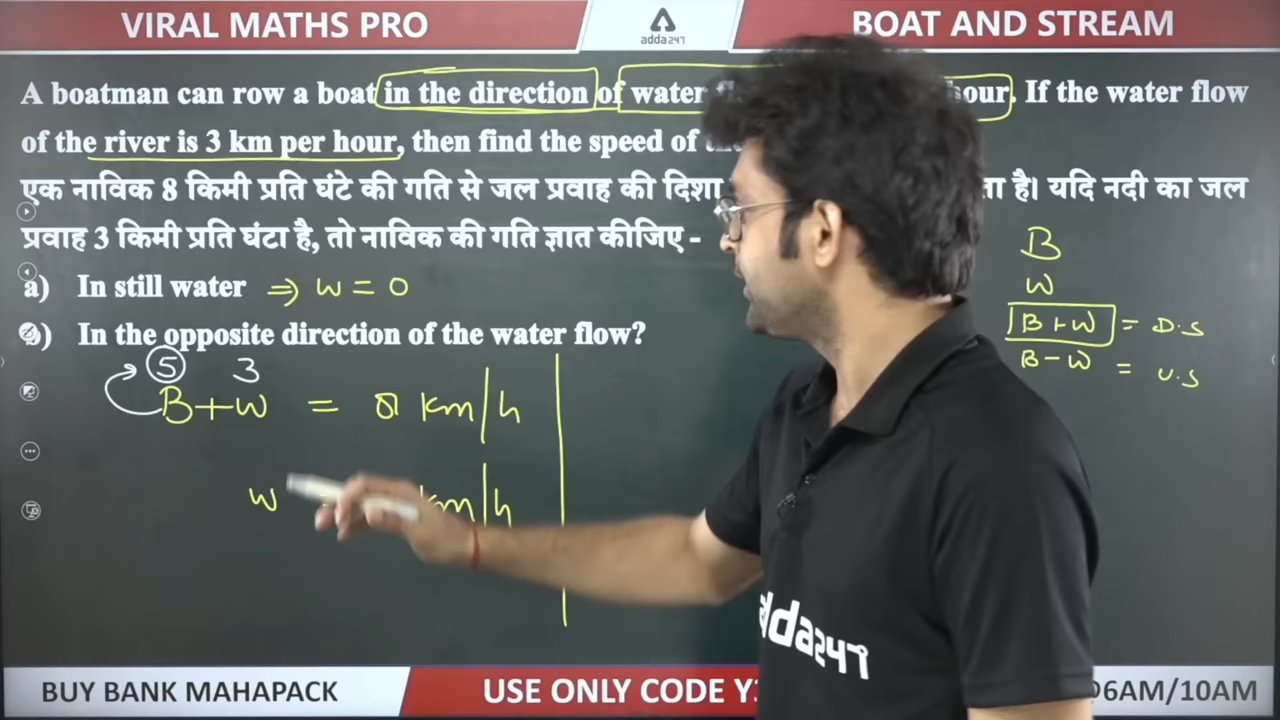 VIRAL MATHS PRO
adda247
BOAT AND STREAM
A boatman can row a boat in the direction of water hour. If the water flow
of the river is 3 km per hour, then find the speed of
एक नाविक 8 किमी प्रति घंटे की गति से जल प्रवाह की दिशा है। यदि नदी का जल
प्रवाह 3 किमी प्रति घंटा है, तो नाविक की गति ज्ञात कीजिए -
a) In still water ⇒ w = 0
In the opposite direction of the water flow?
B
W
B+W = D.S
B-W = U.S
5 3
B+W = 8 km/h
w km/h
adda247
BUY BANK MAHAPACK
USE ONLY CODE
6AM/10AM